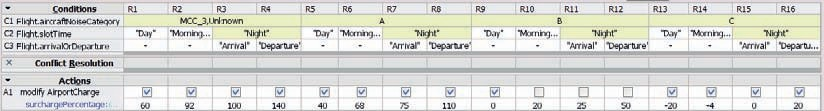 Conditions R1 R2 R3 R4 R5 R6 R7 R8 R9 R10 R11 R12 R13 R14 R15 R16
C1 Flight.aircraftNoiseCategory MCC_3,Unknown A B C
C2 Flight.slotTime "Day" "Morning... "Night" "Day" "Morning... "Night" "Day" "Morning... "Night" "Day" "Morning... "Night"
C3 Flight.arrivalOrDeparture - - "Arrival" "Departure" - - "Arrival" "Departure" - - "Arrival" "Departure" - - "Arrival" "Departure"
Conflict Resolution
Actions
A1 modify AirportCharge
surchargePercentage: 60 92 100 140 40 68 75 110 0 20 25 50 -20 -4 0 20